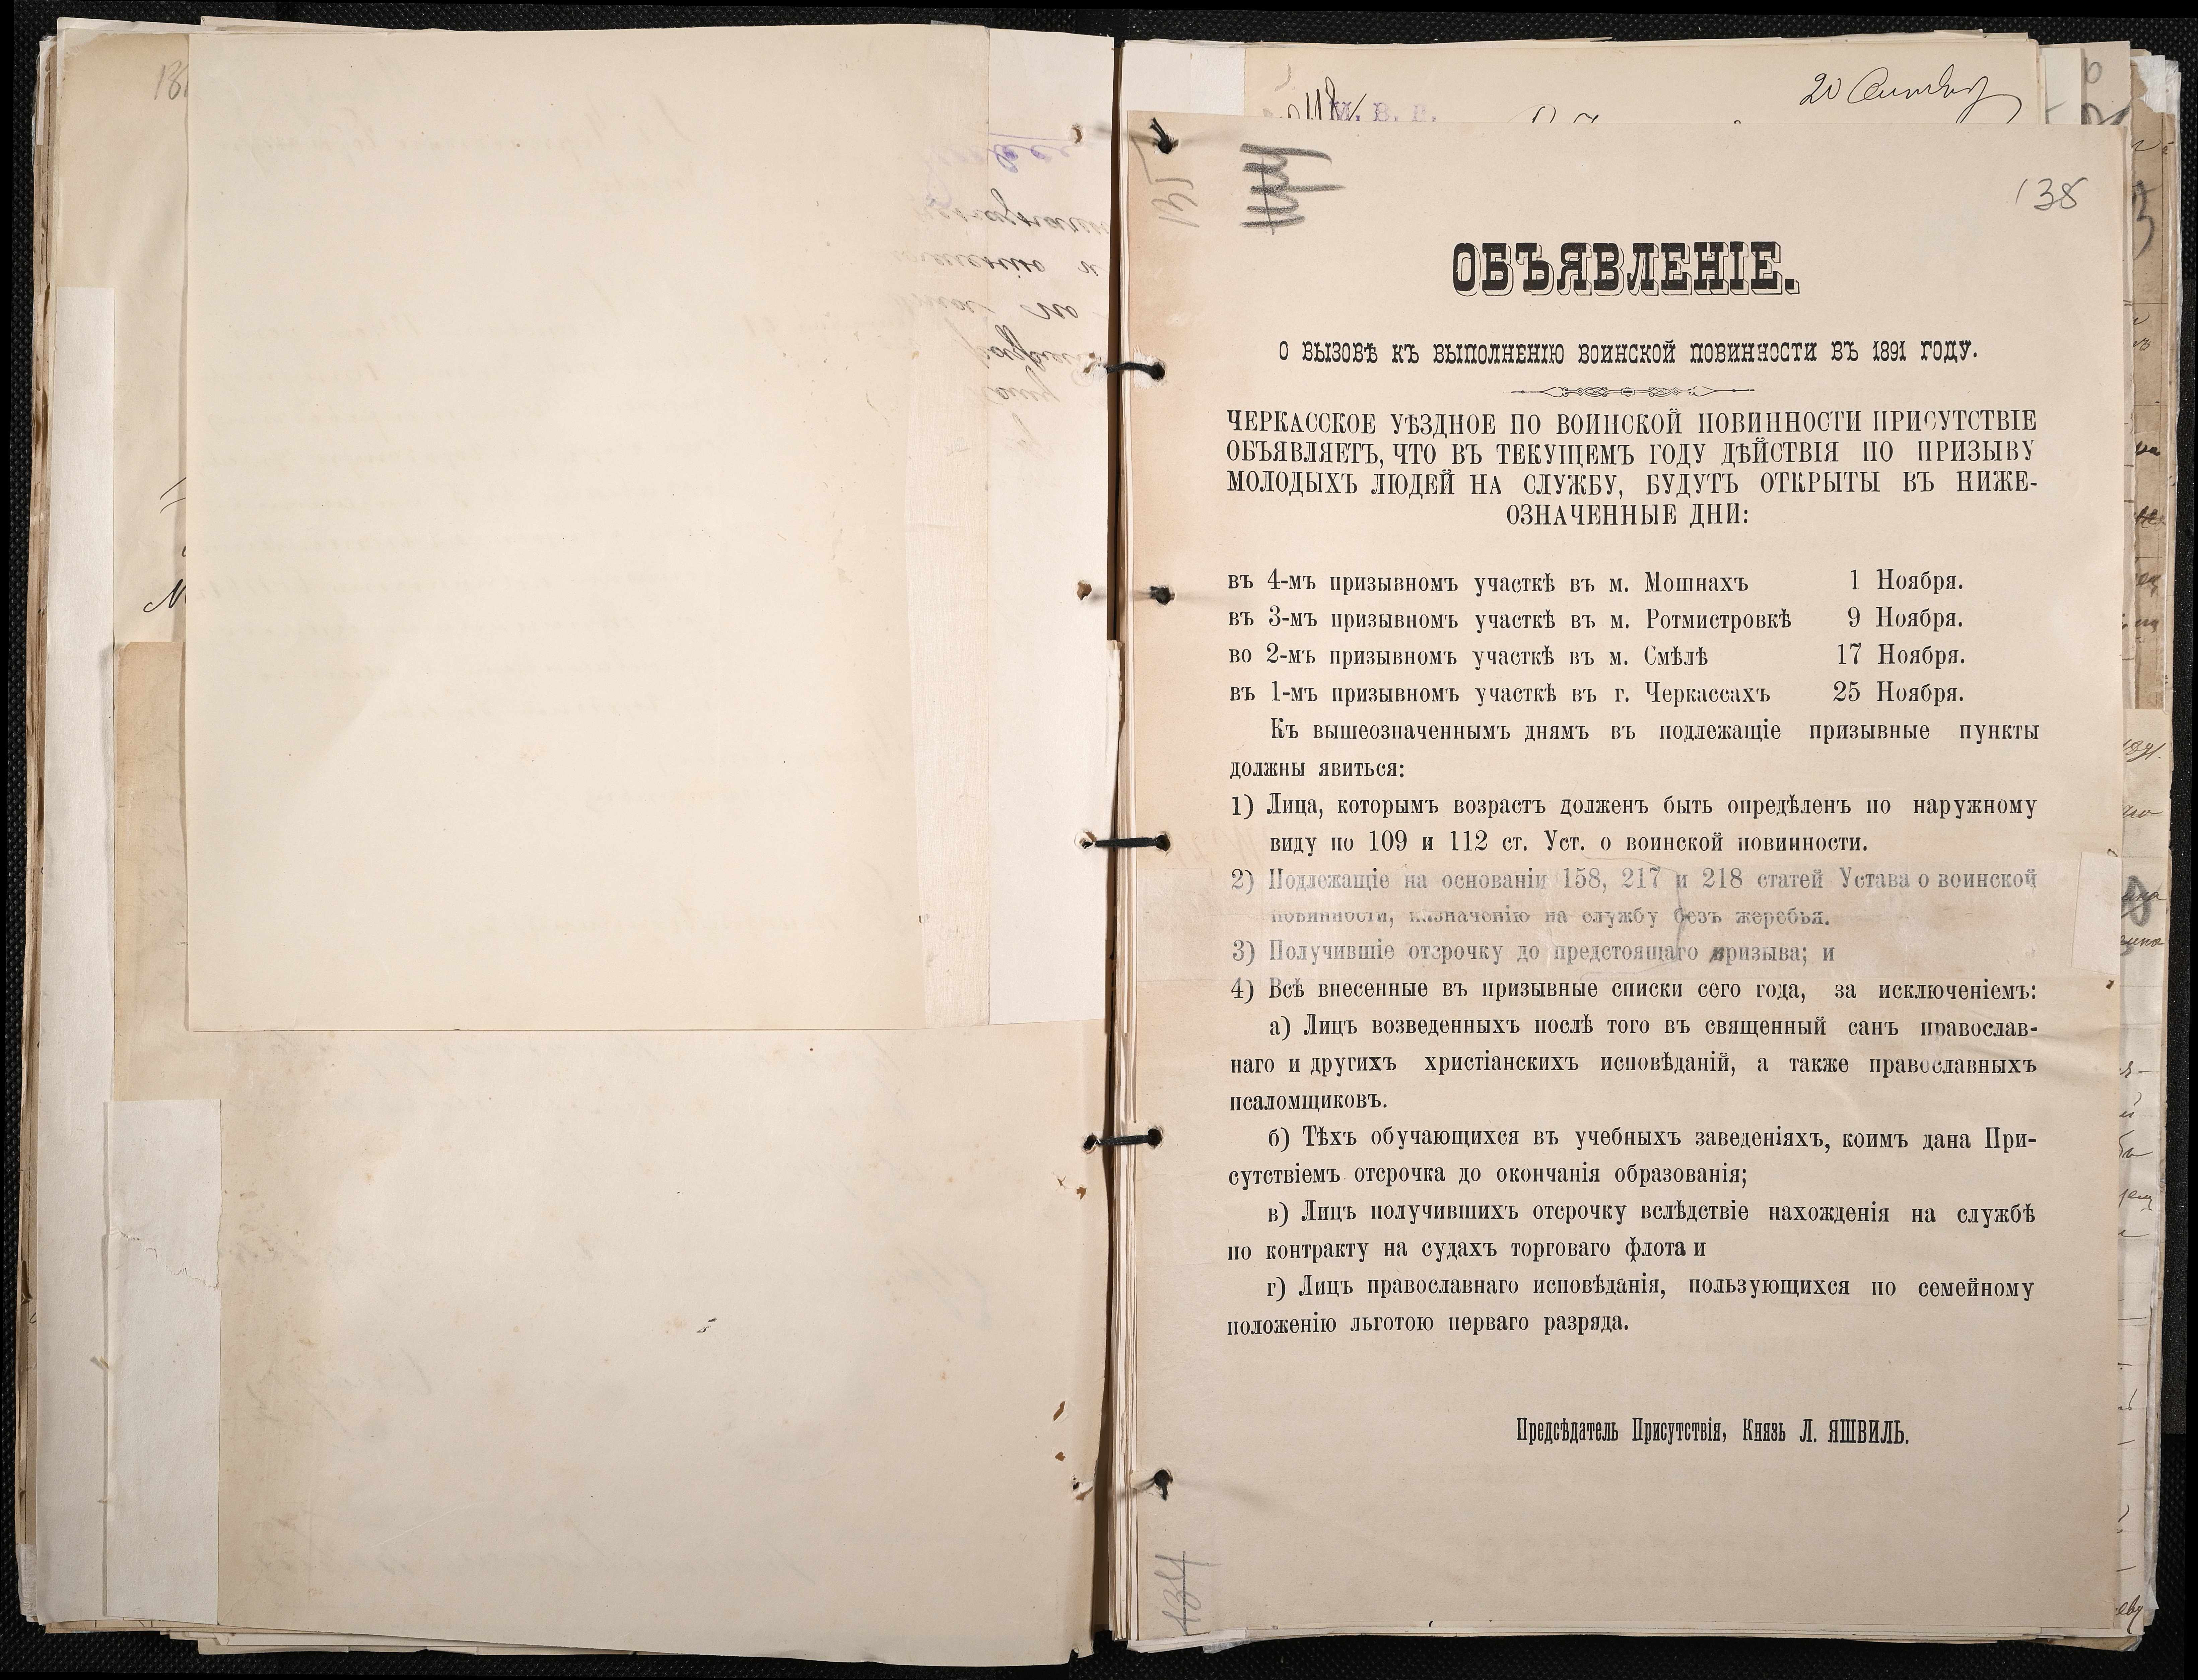 20
М. В. Д.
138
135
134
ОБЪЯВЛЕНІЕ.
О ВЫЗОВѢ КЪ ВЫПОЛНЕНІЮ ВОИНСКОЙ ПОВИННОСТИ ВЪ 1891 ГОДУ.
ЧЕРКАССКОЕ УѢЗДНОЕ ПО ВОИНСКОЙ ПОВИННОСТИ ПРИСУТСТВІЕ
ОБЪЯВЛЯЕТЪ, ЧТО ВЪ ТЕКУЩЕМЪ ГОДУ ДѢЙСТВІЯ ПО ПРИЗЫВУ
МОЛОДЫХЪ ЛЮДЕЙ НА СЛУЖБУ, БУДУТЪ ОТКРЫТЫ ВЪ НИЖЕ-
ОЗНАЧЕННЫЕ ДНИ:
въ 4-мъ призывномъ участкѣ въ м. Мошнахъ 1 Ноября.
въ 3-мъ призывномъ участкѣ въ м. Ротмистровкѣ 9 Ноября.
во 2-мъ призывномъ участкѣ въ м. Смѣлѣ 17 Ноября.
въ 1-мъ призывномъ участкѣ въ г. Черкассахъ 25 Ноября.
Къ вышеозначеннымъ днямъ въ подлежащіе призывные пункты
должны явиться:
1) Лица, которымъ возрастъ долженъ быть опредѣленъ по наружному
виду по 109 и 112 ст. Уст. о воинской повинности.
2) Подлежащіе на основаніи 158, 217 и 218 статей Устава о воинской
повинности, назначенію на службу безъ жеребья.
3) Получившіе отсрочку до предстоящаго призыва; и
4) Всѣ внесенные въ призывные списки сего года, за исключеніемъ:
а) Лицъ возведенныхъ послѣ того въ священный санъ православ-
наго и другихъ христіанскихъ исповѣданій, а также православныхъ
псаломщиковъ.
б) Тѣхъ обучающихся въ учебныхъ заведеніяхъ, коимъ дана При-
сутствіемъ отсрочка до окончанія образованія;
в) Лицъ получившихъ отсрочку вслѣдствіе нахожденія на службѣ
по контракту на судахъ торговаго флота и
г) Лицъ православнаго исповѣданія, пользующихся по семейному
положенію льготою перваго разряда.
Предсѣдатель Присутствія, Князь Л. ЯШВИЛЬ.